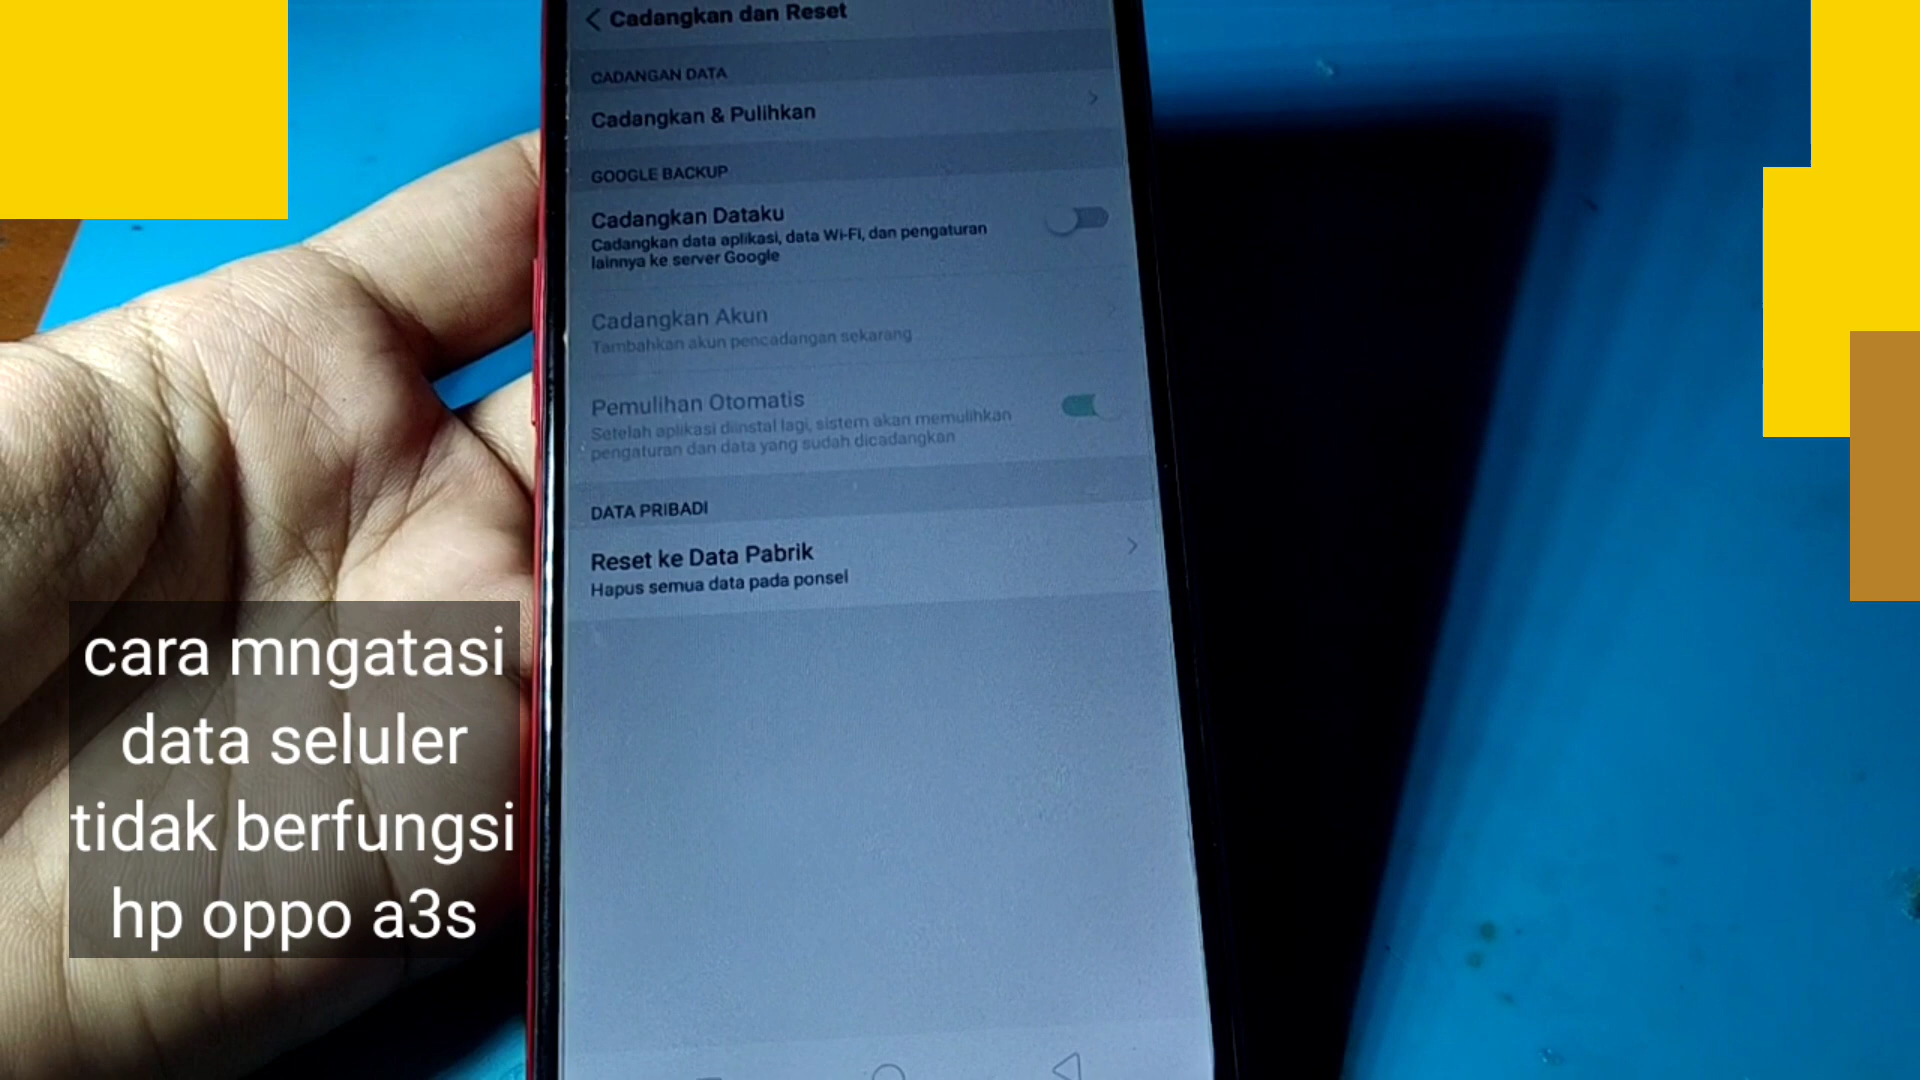 Cadangkan dan Reset
CADANGAN DATA
Cadangkan & Pulihkan
GOOGLE BACKUP
Cadangkan Dataku
Cadangkan data aplikasi, data Wi-Fi, dan pengaturan
lainnya ke server Google
Cadangkan Akun
Tambahkan akun pencadangan sekarang
Pemulihan Otomatis
Setelah aplikasi diinstal lagi, sistem akan memulihkan
pengaturan dan data yang sudah dicadangkan
DATA PRIBADI
Reset ke Data Pabrik
Hapus semua data pada ponsel
cara mngatasi
data seluler
tidak berfungsi
hp oppo a3s